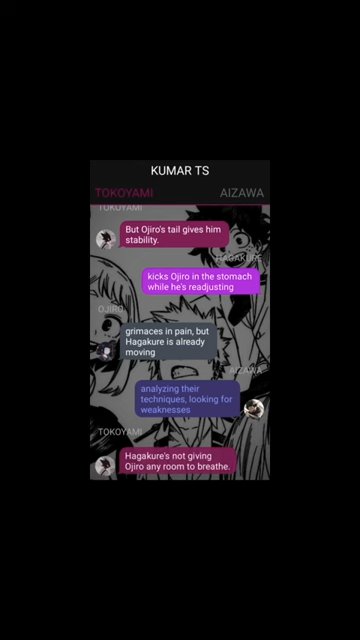 KUMAR TS
TOKOYAMI
AIZAWA
TOKOYAMI
But Ojiro's tail gives him
stability.
HAGAKURE
kicks Ojiro in the stomach
while he's readjusting
OJIRO
grimaces in pain, but
Hagakure is already
moving
AIZAWA
analyzing their
techniques, looking for
weaknesses
TOKOYAMI
Hagakure's not giving
Ojiro any room to breathe.